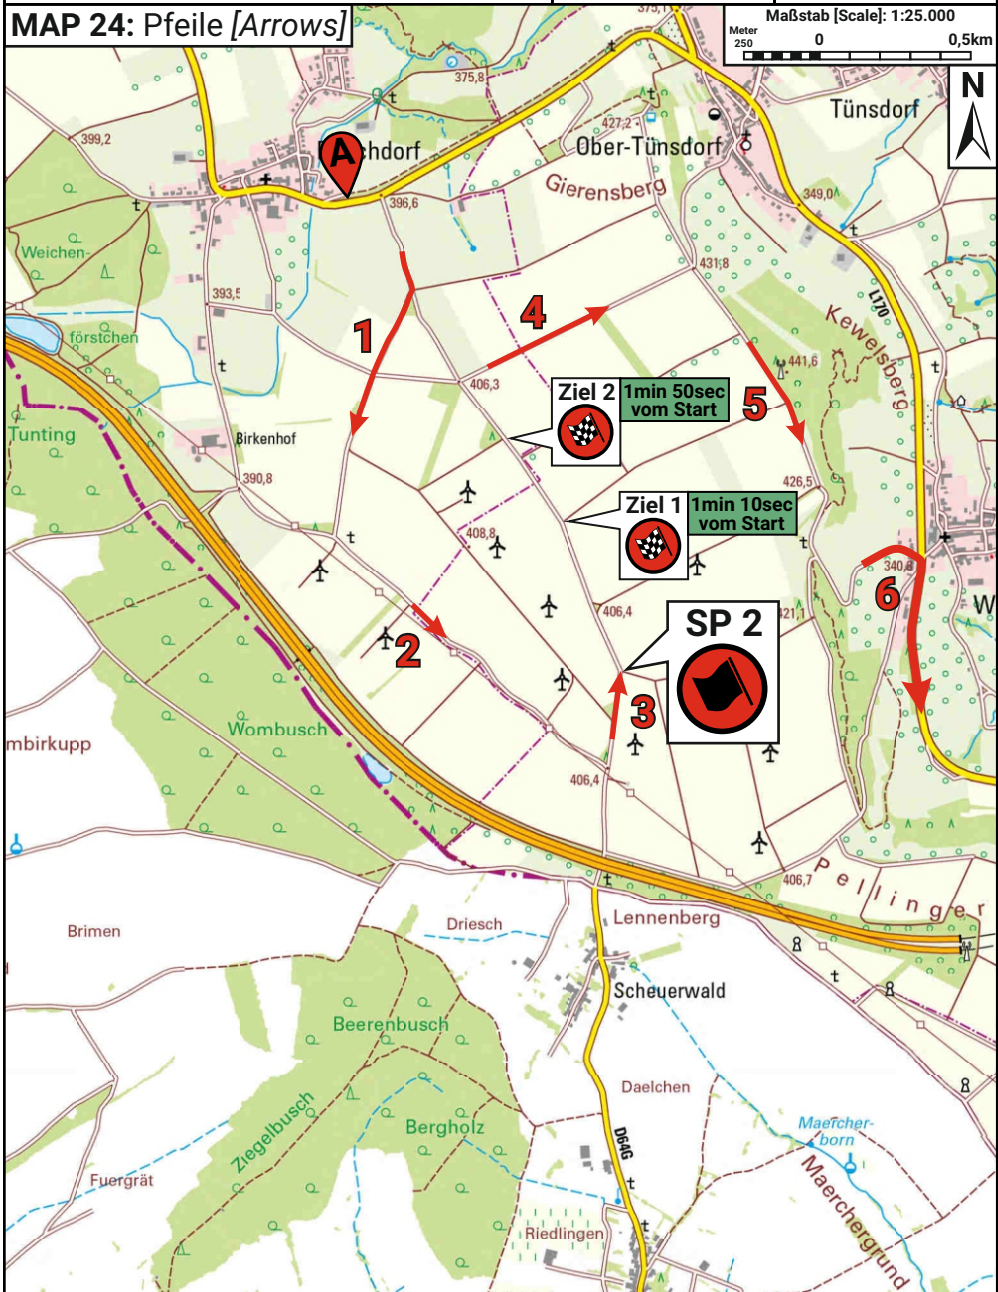 MAP 24: Pfeile [Arrows]
Maßstab [Scale]: 1:25.000
Meter
250
0
0,5km
N
375,1
375,8
399,2
427,2
Tünsdorf
Ober-Tünsdorf
A
chdorf
396,6
Gierensberg
349,0
Weichen-
förstchen
393,5
431,8
L170
Kewelsberg
1
4
441,6
406,3
Ziel 2
1min 50sec
vom Start
5
Tunting
Birkenhof
390,8
426,5
Ziel 1
1min 10sec
vom Start
408,8
340,8
6
W
406,4
421,1
SP 2
2
3
Wombusch
mbirkupp
406,4
406,7
Pellinger
Brimen
Driesch
Lennenberg
Scheuerwald
Beerenbusch
Daelchen
Ziegelbusch
Bergholz
D64G
Maercher-
born
Maerchergrund
Fuergrät
Riedlingen